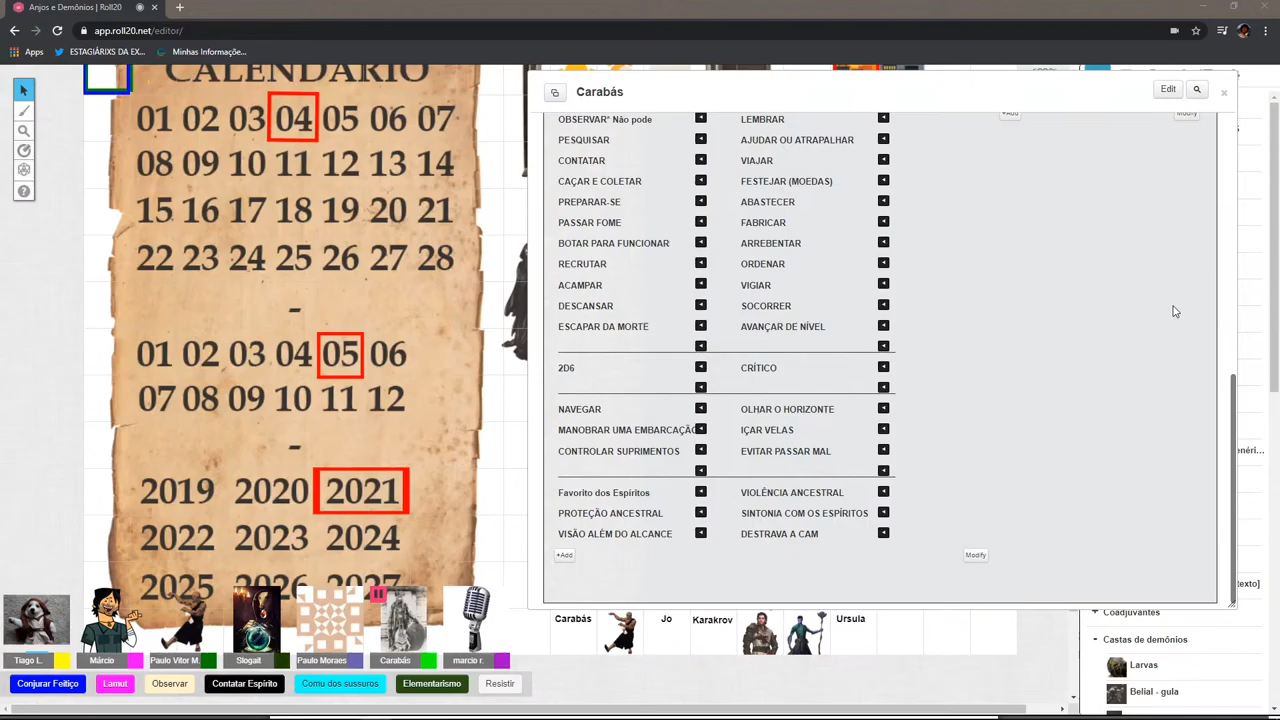 Anjos e Demônios | Roll20
app.roll20.net/editor/
Apps
ESTAGIÁRIXS DA EX...
Minhas Informaçõe...
CALENDÁRIO
01 02 03 04 05 06 07
08 09 10 11 12 13 14
15 16 17 18 19 20 21
22 23 24 25 26 27 28
-
01 02 03 04 05 06
07 08 09 10 11 12
-
2019 2020 2021
2022 2023 2024
2025 2026 2027
Carabás
Edit
+Add
Modify
OBSERVAR* Não pode
LEMBRAR
PESQUISAR
AJUDAR OU ATRAPALHAR
CONTATAR
VIAJAR
CAÇAR E COLETAR
FESTEJAR (MOEDAS)
PREPARAR-SE
ABASTECER
PASSAR FOME
FABRICAR
BOTAR PARA FUNCIONAR
ARREBENTAR
RECRUTAR
ORDENAR
ACAMPAR
VIGIAR
DESCANSAR
SOCORRER
ESCAPAR DA MORTE
AVANÇAR DE NÍVEL
2D6
CRÍTICO
NAVEGAR
OLHAR O HORIZONTE
MANOBRAR UMA EMBARCAÇÃO
IÇAR VELAS
CONTROLAR SUPRIMENTOS
EVITAR PASSAR MAL
Favorito dos Espíritos
VIOLÊNCIA ANCESTRAL
PROTEÇÃO ANCESTRAL
SINTONIA COM OS ESPÍRITOS
VISÃO ALÉM DO ALCANCE
DESTRAVA A CAM
+Add
Modify
Carabás
Jo
Karakrov
Ursula
enéri...
texto]
Coadjuvantes
Castas de demônios
Larvas
Belial - gula
Tiago L.
Márcio
Paulo Vitor M.
Slogait
Paulo Moraes
Carabás
marcio r.
Conjurar Feitiço
Lamut
Observar
Contatar Espírito
Comu dos sussuros
Elementarismo
Resistir